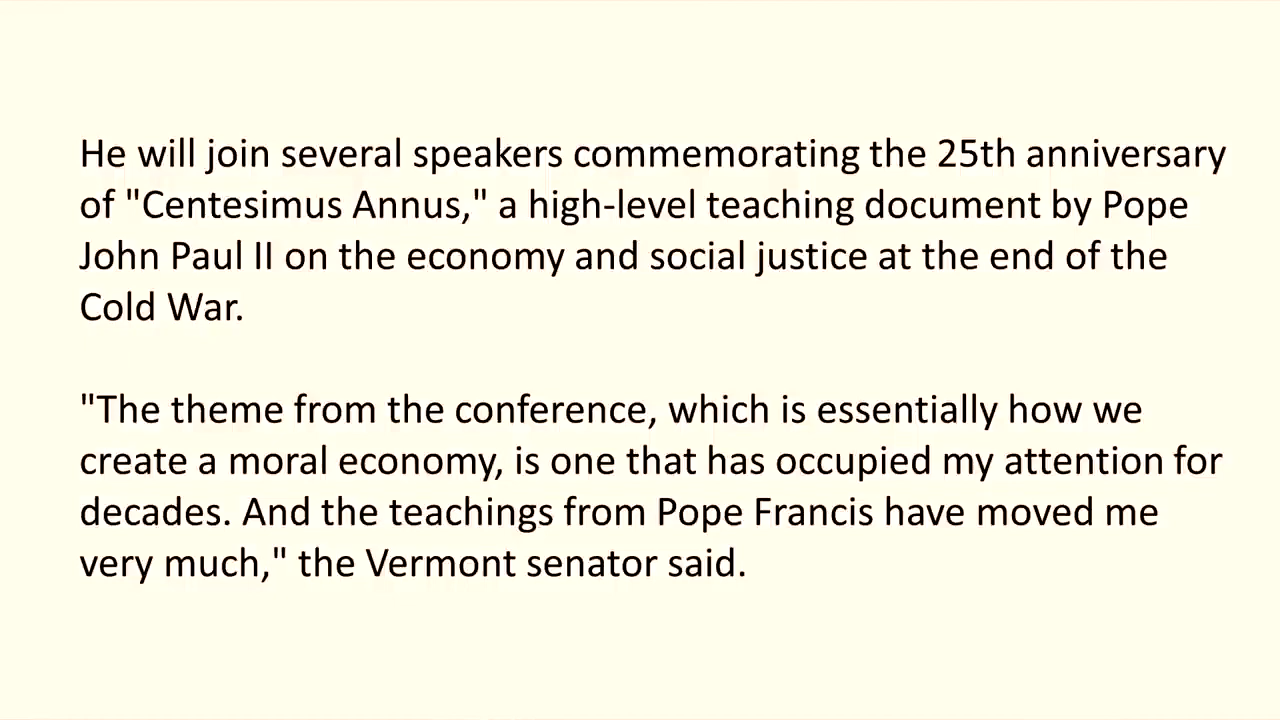 He will join several speakers commemorating the 25th anniversary
of "Centesimus Annus," a high-level teaching document by Pope
John Paul II on the economy and social justice at the end of the
Cold War.
"The theme from the conference, which is essentially how we
create a moral economy, is one that has occupied my attention for
decades. And the teachings from Pope Francis have moved me
very much," the Vermont senator said.